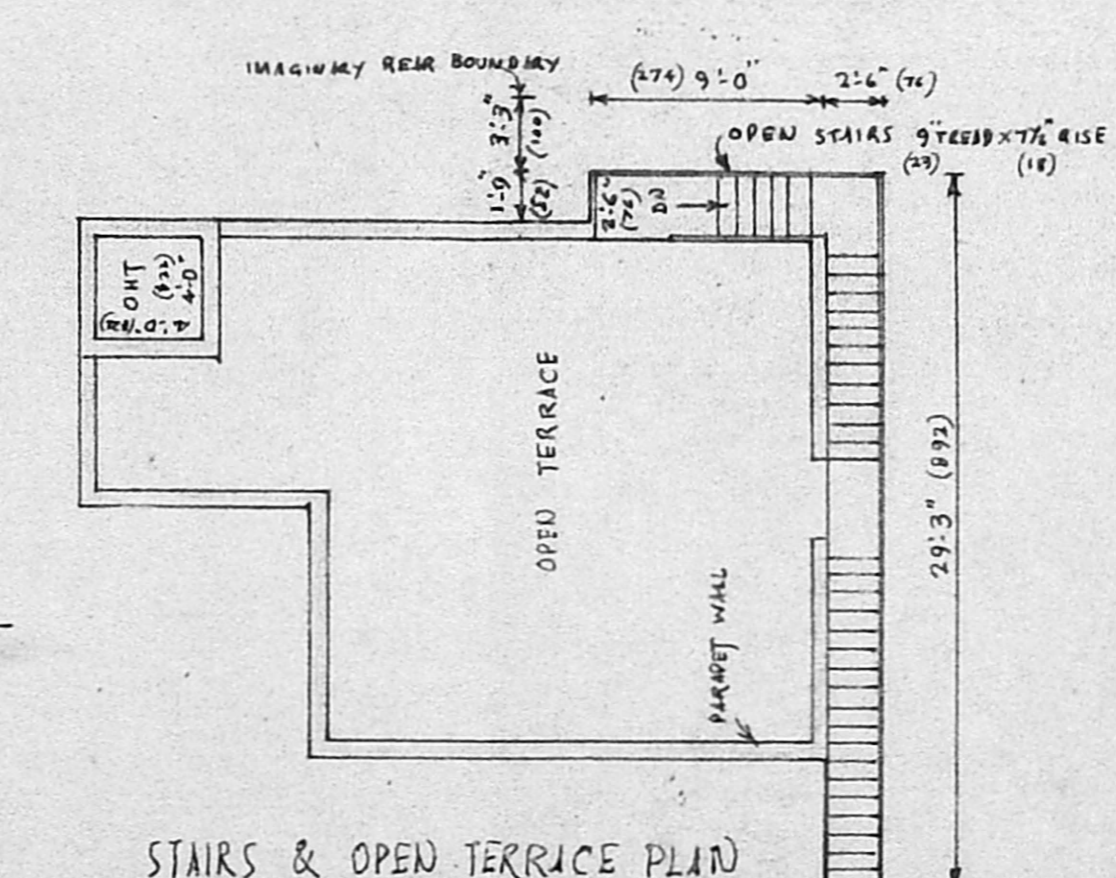 IMAGINARY REAR BOUNDARY
(274) 9'-0"
2'-6" (76)
3'-3"
(100)
1'-9"
(52)
OPEN STAIRS 9" TREAD X 7½" RISE
(23) (18)
2'-6"
(76)
DN
OHT
4'-0"
4'-0"
OPEN TERRACE
29'-3" (892)
PARAPET WALL
STAIRS & OPEN TERRACE PLAN